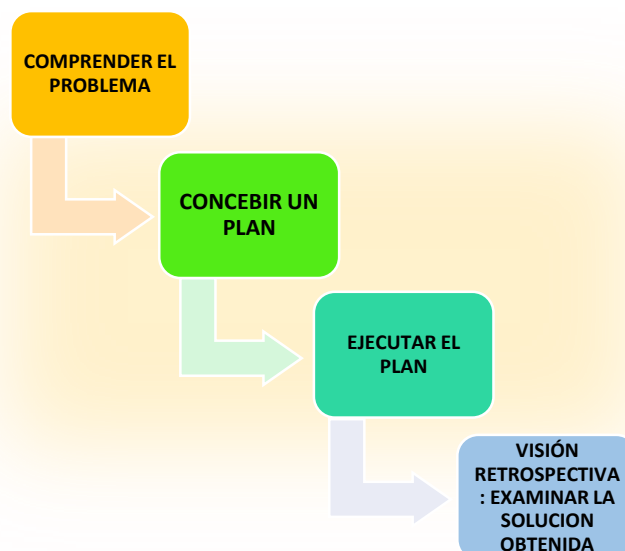 COMPRENDER EL
PROBLEMA
CONCEBIR UN
PLAN
EJECUTAR EL
PLAN
VISIÓN
RETROSPECTIVA
: EXAMINAR LA
SOLUCION
OBTENIDA